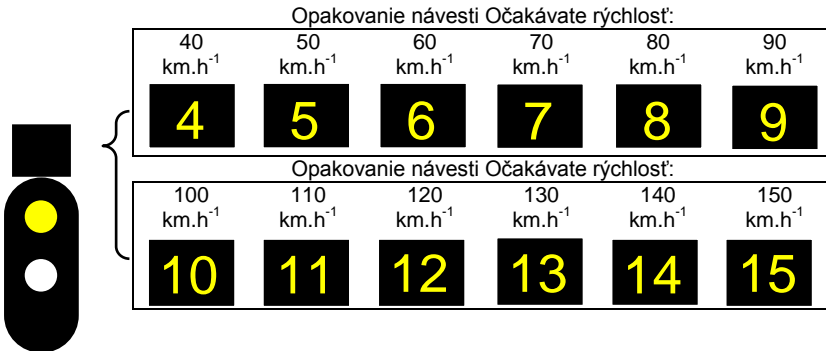 Opakovanie návesti Očakávate rýchlosť:
40 50 60 70 80 90
km.h⁻¹ km.h⁻¹ km.h⁻¹ km.h⁻¹ km.h⁻¹ km.h⁻¹
4 5 6 7 8 9
Opakovanie návesti Očakávate rýchlosť:
100 110 120 130 140 150
km.h⁻¹ km.h⁻¹ km.h⁻¹ km.h⁻¹ km.h⁻¹ km.h⁻¹
10 11 12 13 14 15